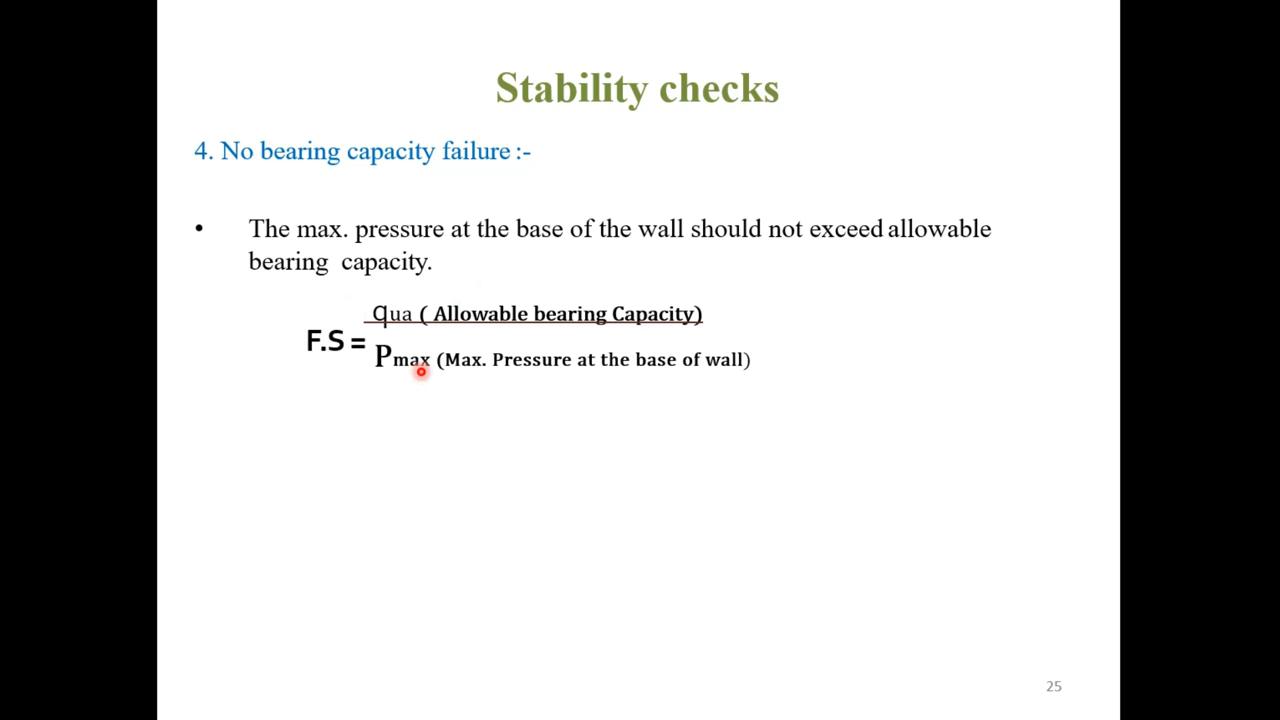 Stability checks
4. No bearing capacity failure :-
• The max. pressure at the base of the wall should not exceed allowable
bearing capacity.
qua ( Allowable bearing Capacity)
F.S =
Pmax (Max. Pressure at the base of wall)
25